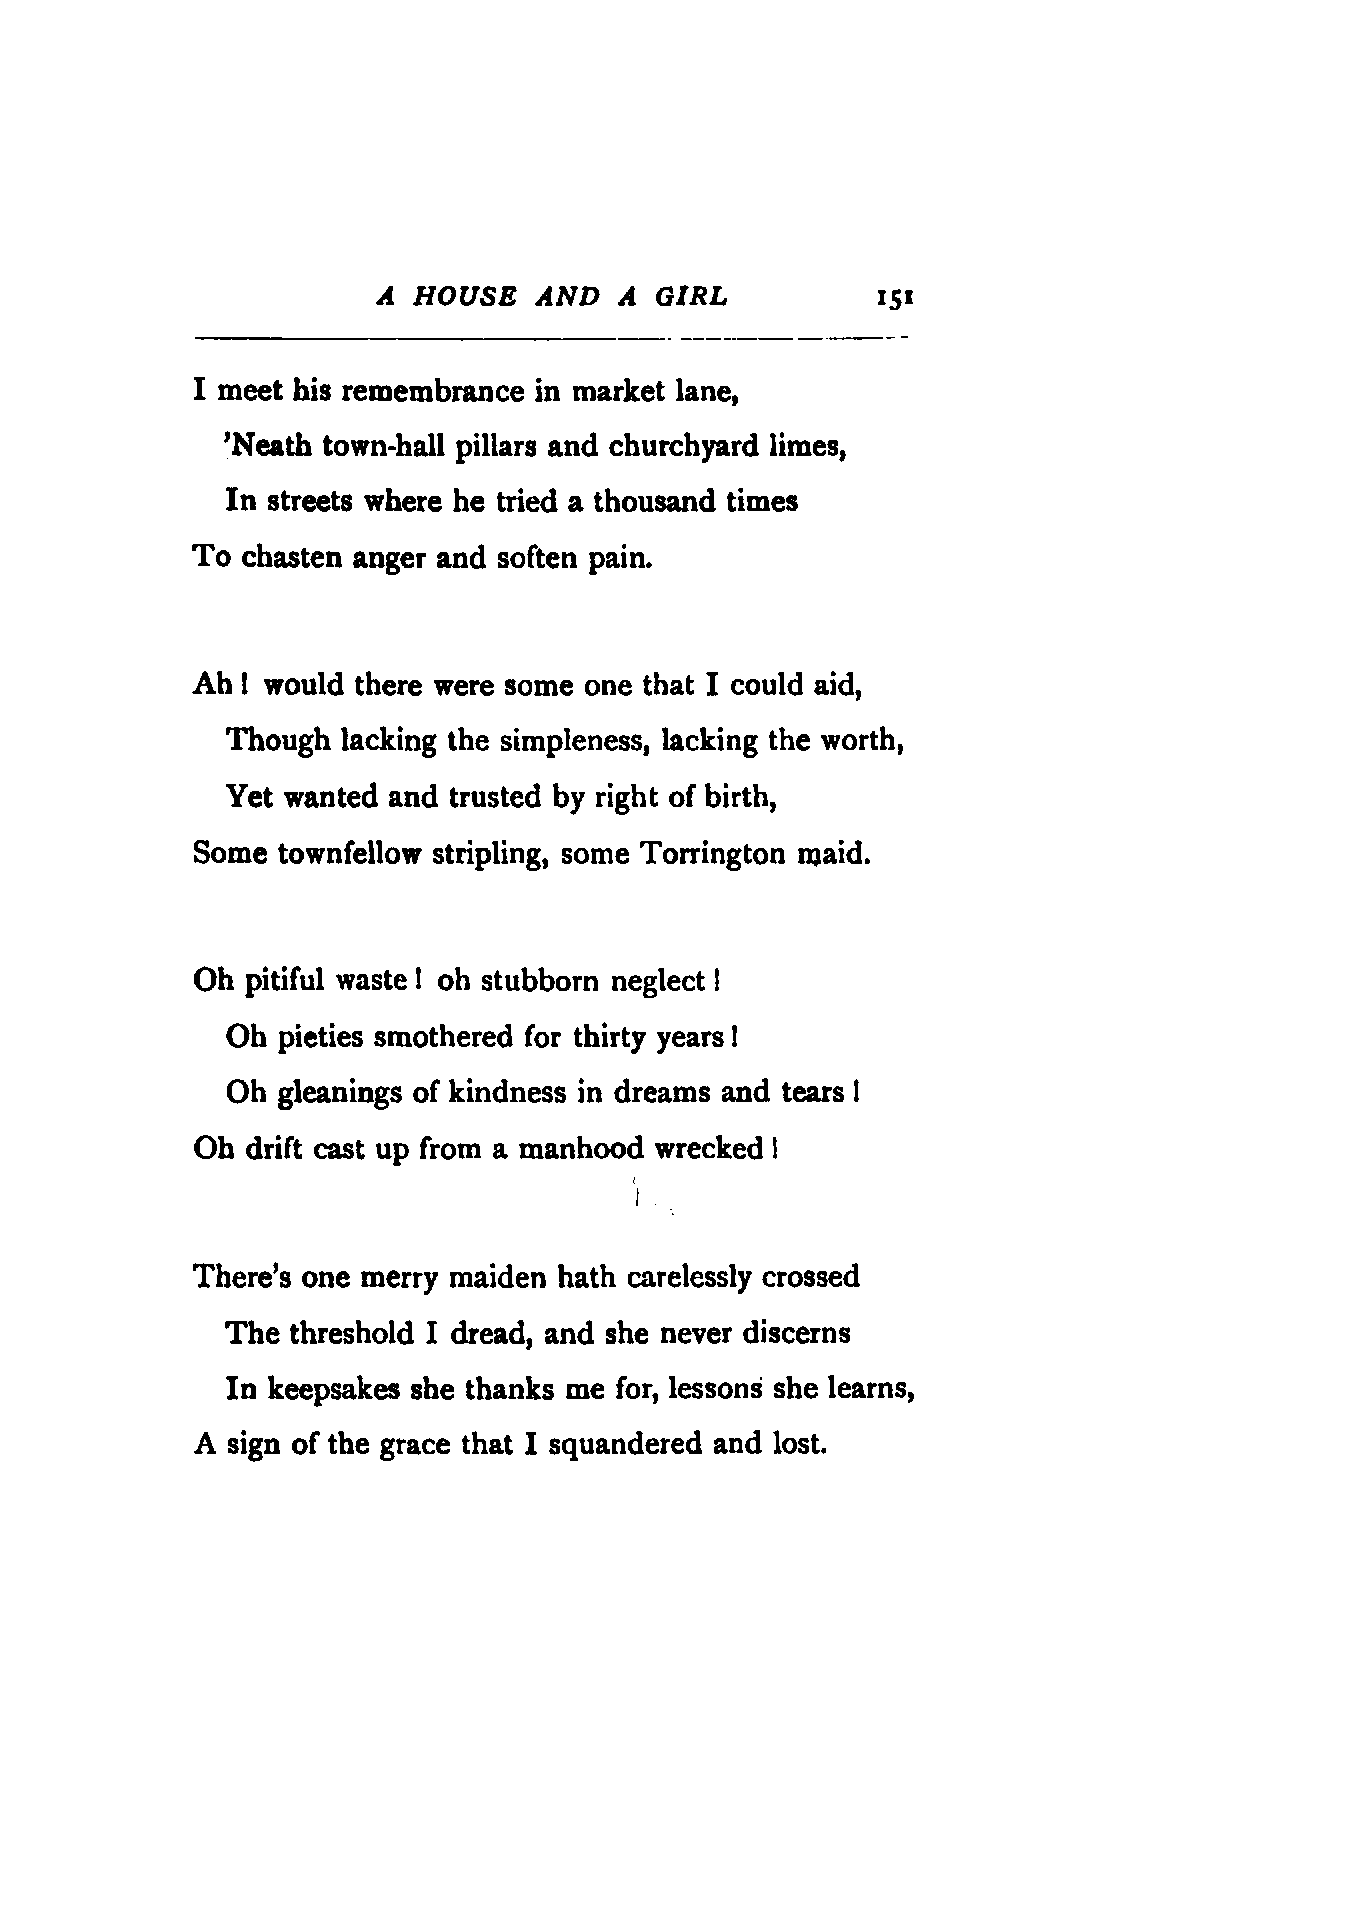 A HOUSE AND A GIRL 151
I meet his remembrance in market lane,
'Neath town-hall pillars and churchyard limes,
In streets where he tried a thousand times
To chasten anger and soften pain.
Ah! would there were some one that I could aid,
Though lacking the simpleness, lacking the worth,
Yet wanted and trusted by right of birth,
Some townfellow stripling, some Torrington maid.
Oh pitiful waste! oh stubborn neglect!
Oh pieties smothered for thirty years!
Oh gleanings of kindness in dreams and tears!
Oh drift cast up from a manhood wrecked!
There's one merry maiden hath carelessly crossed
The threshold I dread, and she never discerns
In keepsakes she thanks me for, lessons she learns,
A sign of the grace that I squandered and lost.